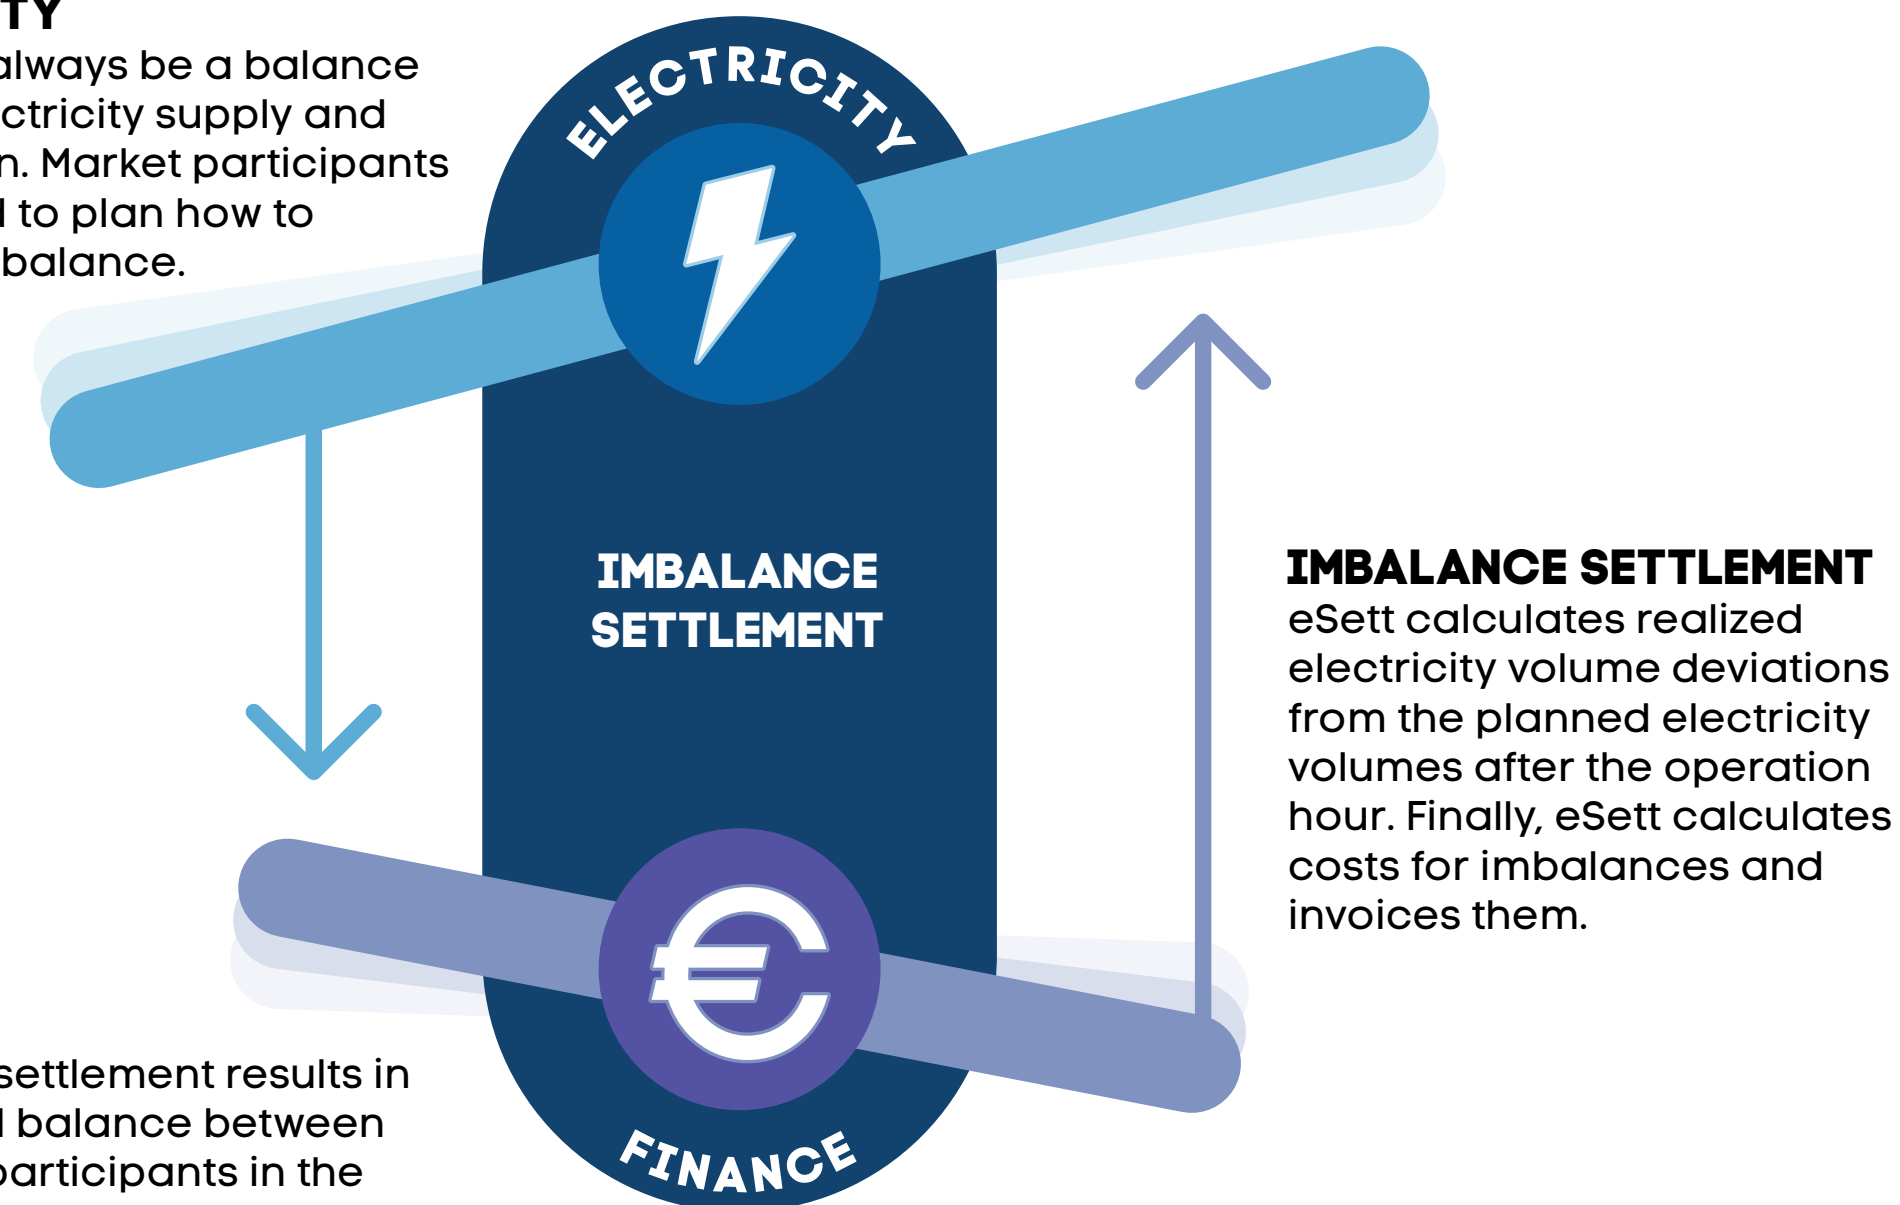 TY
always be a balance
ctricity supply and
n. Market participants
to plan how to
balance.
ELECTRICITY
IMBALANCE
SETTLEMENT
IMBALANCE SETTLEMENT
eSett calculates realized
electricity volume deviations
from the planned electricity
volumes after the operation
hour. Finally, eSett calculates
costs for imbalances and
invoices them.
settlement results in
balance between
participants in the
FINANCE